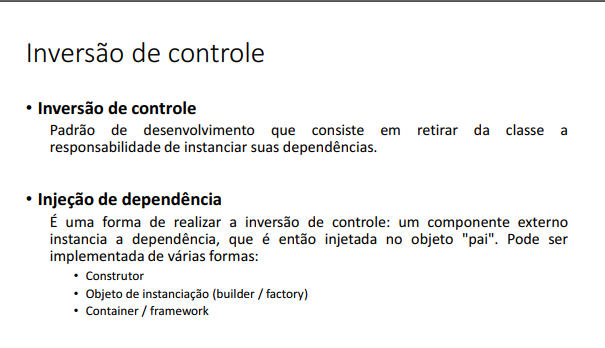 Inversão de controle
• Inversão de controle
Padrão de desenvolvimento que consiste em retirar da classe a
responsabilidade de instanciar suas dependências.
• Injeção de dependência
É uma forma de realizar a inversão de controle: um componente externo
instancia a dependência, que é então injetada no objeto "pai". Pode ser
implementada de várias formas:
• Construtor
• Objeto de instanciação (builder / factory)
• Container / framework